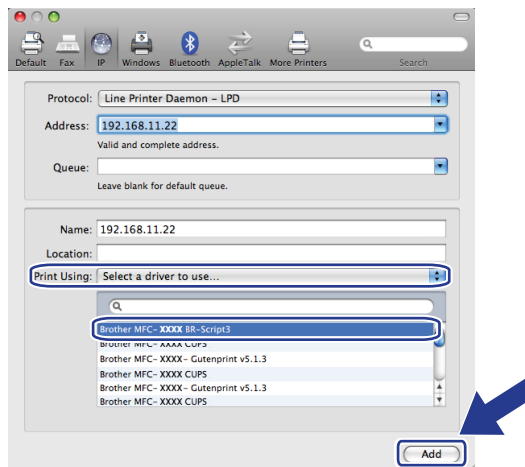 Default Fax IP Windows Bluetooth AppleTalk More Printers Search
Protocol: Line Printer Daemon – LPD
Address: 192.168.11.22
Valid and complete address.
Queue:
Leave blank for default queue.
Name: 192.168.11.22
Location:
Print Using: Select a driver to use...
Brother MFC- XXXX BR-Script3
Brother MFC- XXXX CUPS
Brother MFC- XXXX- Gutenprint v5.1.3
Brother MFC- XXXX CUPS
Brother MFC- XXXX- Gutenprint v5.1.3
Brother MFC- XXXX CUPS
Add